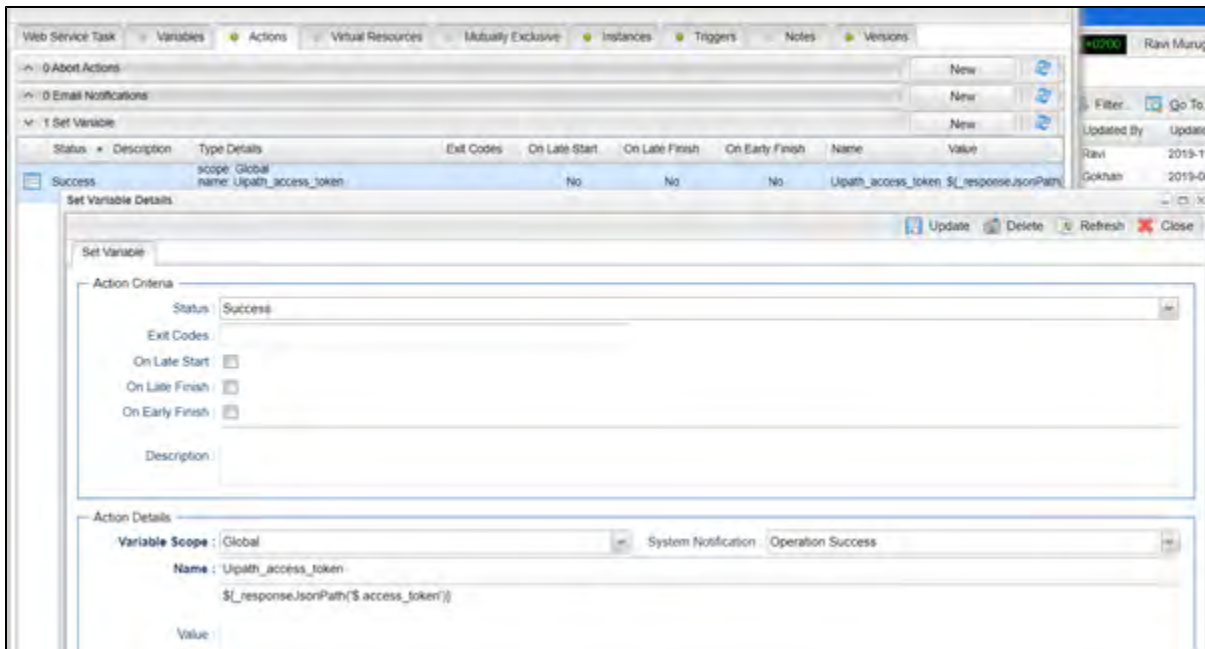 Web Service Task Variables Actions Virtual Resources Mutually Exclusive Instances Triggers Notes Versions
+0200 Ravi Murug
0 Abort Actions New
0 Email Notifications New
Filter Go To
1 Set Variable New
Updated By Update
Status Description Type Details Exit Codes On Late Start On Late Finish On Early Finish Name Value
Ravi 2019-1
scope: Global
Success name: Uipath_access_token No No No Uipath_access_token ${_responseJsonPath(
Gokhan 2019-0
Set Variable Details
Update Delete Refresh Close
Set Variable
Action Criteria
Status : Success
Exit Codes
On Late Start :
On Late Finish :
On Early Finish :
Description
Action Details
Variable Scope : Global System Notification Operation Success
Name : Uipath_access_token
${_responseJsonPath('$.access_token')}
Value :